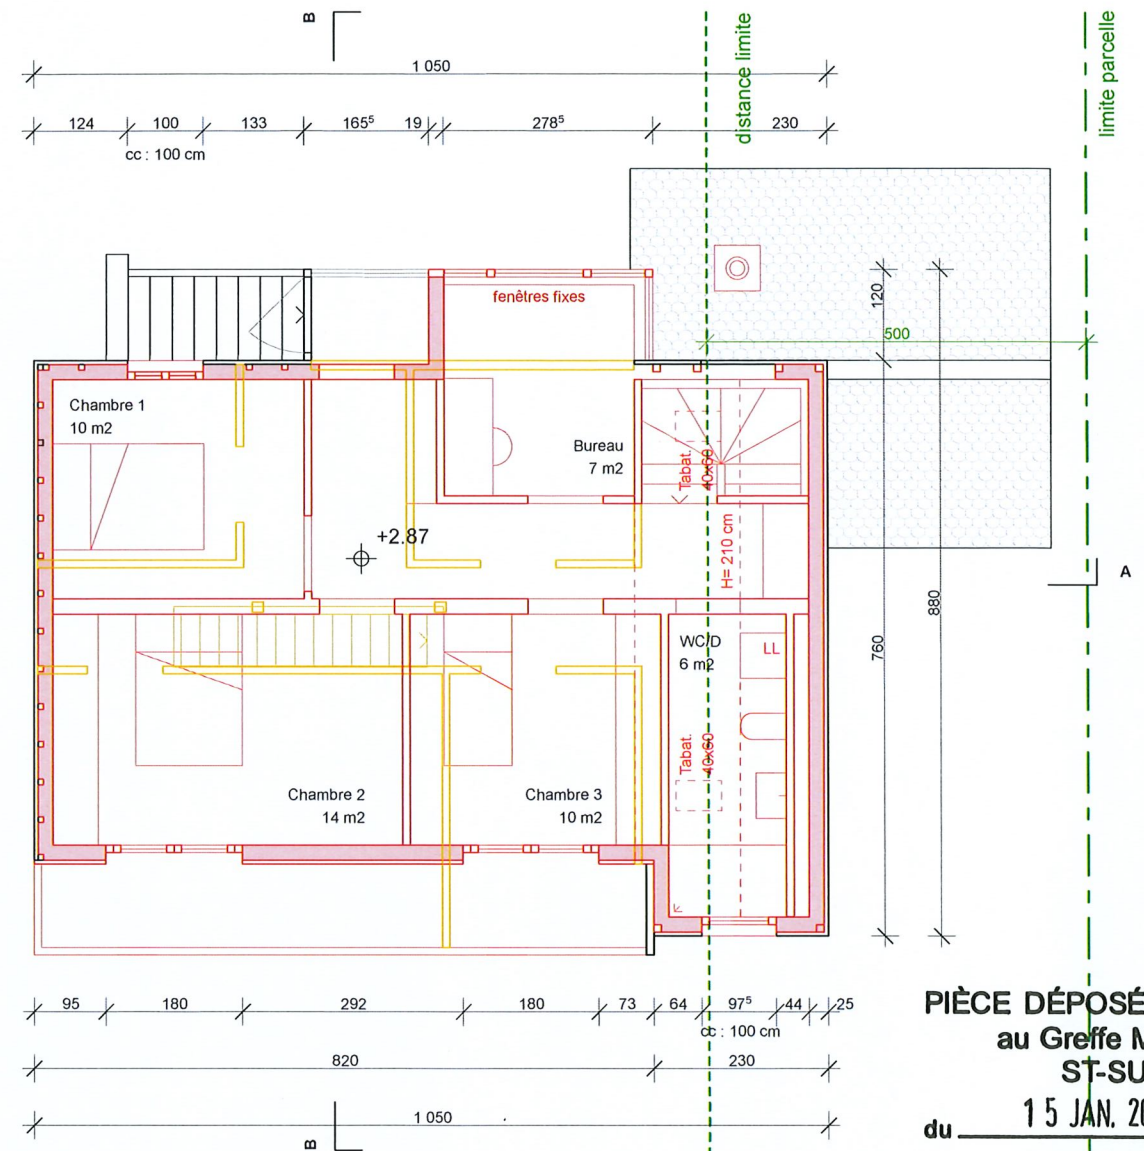 B
distance limite
limite parcelle
1 050
124
100
133
165⁵
19
278⁵
230
cc : 100 cm
fenêtres fixes
120
500
Chambre 1
10 m2
Bureau
7 m2
Tabat.
40x60
+2.87
H= 210 cm
A
880
760
WC/D
6 m2
LL
Tabat.
40x60
Chambre 2
14 m2
Chambre 3
10 m2
95
180
292
180
73
64
97⁵
44
25
cc : 100 cm
820
230
1 050
B
PIÈCE DÉPOSÉ
au Greffe M
ST-SU
du 15 JAN. 20